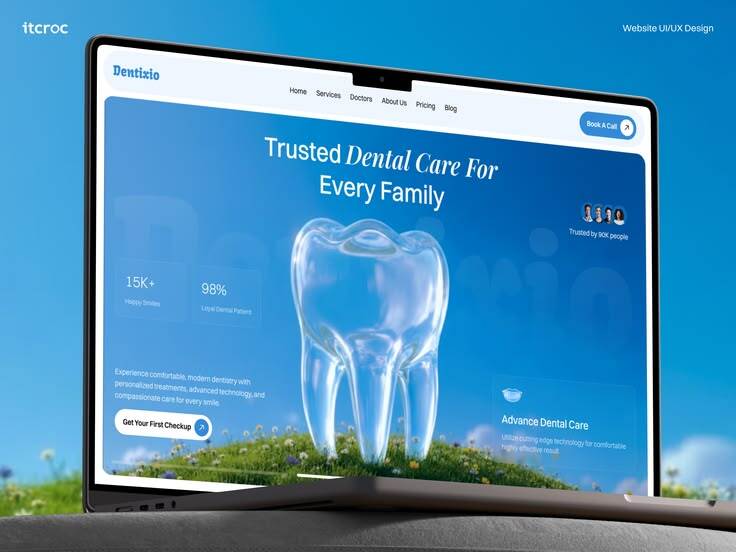 itcroc
Website UI/UX Design
Dentixio
Home Services Doctors About Us Pricing Blog
Book A Call
Trusted Dental Care For
Every Family
Trusted by 90K people
Dentixio
15K+
Happy Smiles
98%
Loyal Dental Patient
Experience comfortable, modern dentistry with
personalized treatments, advanced technology, and
compassionate care for every smile.
Get Your First Checkup
Advance Dental Care
Utilize cutting edge technology for comfortable
highly effective result